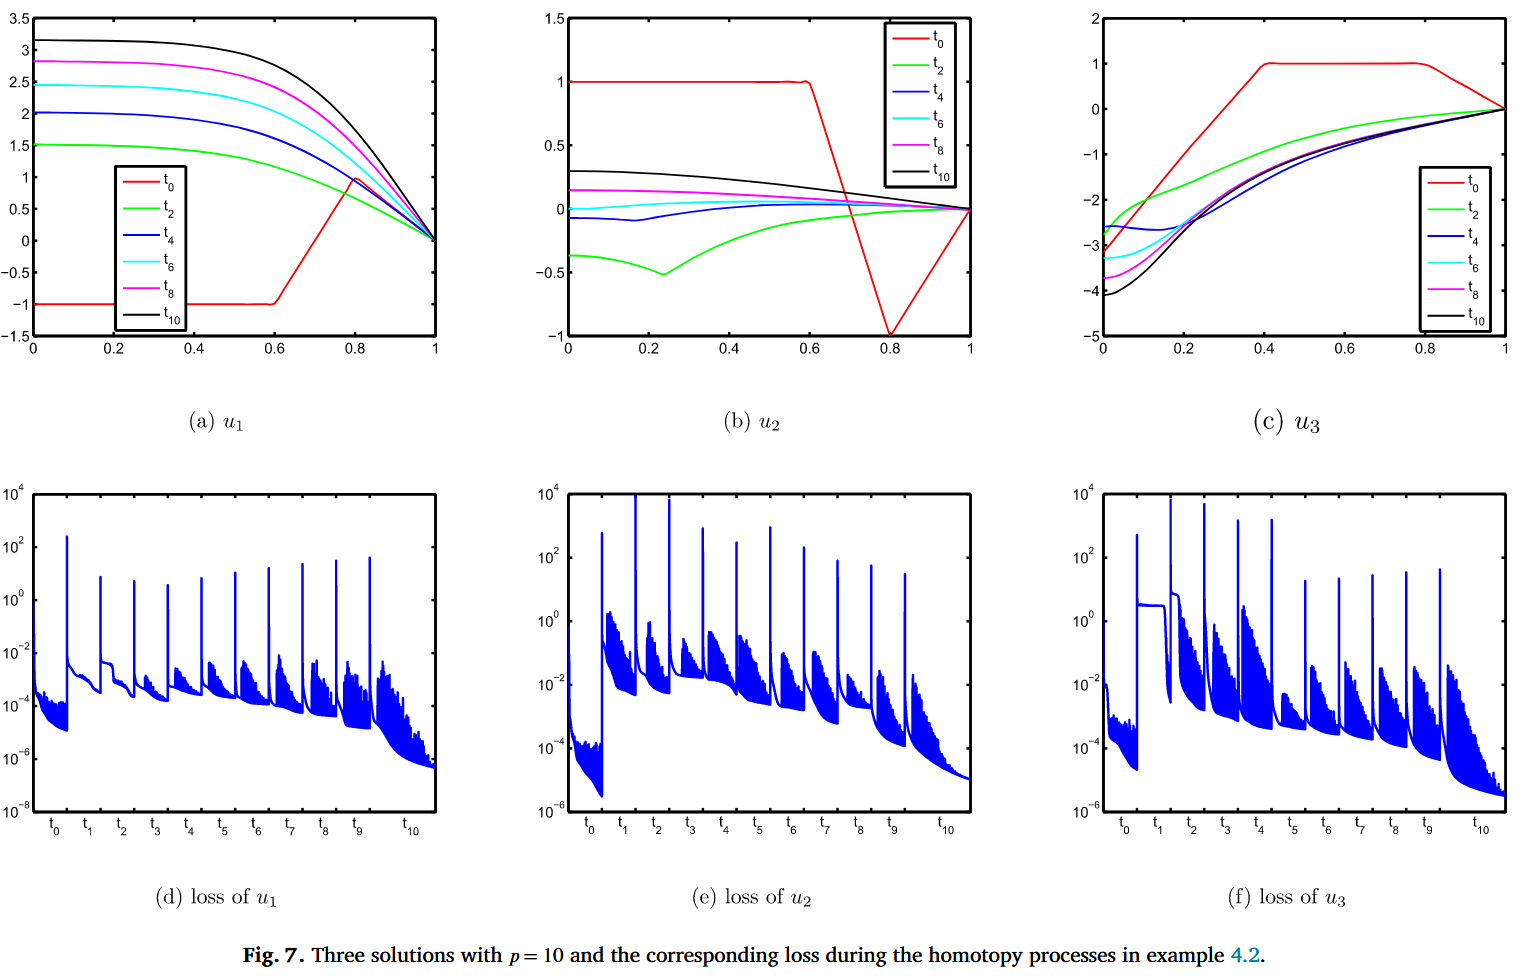 3.5
3
2.5
2
1.5
1
0.5
0
−0.5
−1
−1.5
0 0.2 0.4 0.6 0.8 1
t0
t2
t4
t6
t8
t10
(a) u1
1.5
1
0.5
0
−0.5
−1
0 0.2 0.4 0.6 0.8 1
t0
t2
t4
t6
t8
t10
(b) u2
2
1
0
−1
−2
−3
−4
−5
0 0.2 0.4 0.6 0.8 1
t0
t2
t4
t6
t8
t10
(c) u3
10^4
10^2
10^0
10^−2
10^−4
10^−6
10^−8
t0 t1 t2 t3 t4 t5 t6 t7 t8 t9 t10
(d) loss of u1
10^4
10^2
10^0
10^−2
10^−4
10^−6
t0 t1 t2 t3 t4 t5 t6 t7 t8 t9 t10
(e) loss of u2
10^4
10^2
10^0
10^−2
10^−4
10^−6
t0 t1 t2 t3 t4 t5 t6 t7 t8 t9 t10
(f) loss of u3
Fig. 7. Three solutions with p = 10 and the corresponding loss during the homotopy processes in example 4.2.